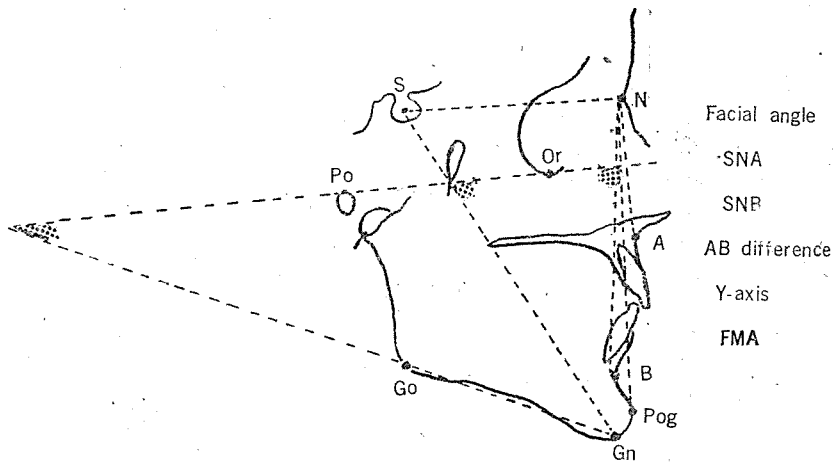 S
N
Facial angle
Or
SNA
Po
SNB
A
AB difference
Y-axis
FMA
B
Go
Pog
Gn